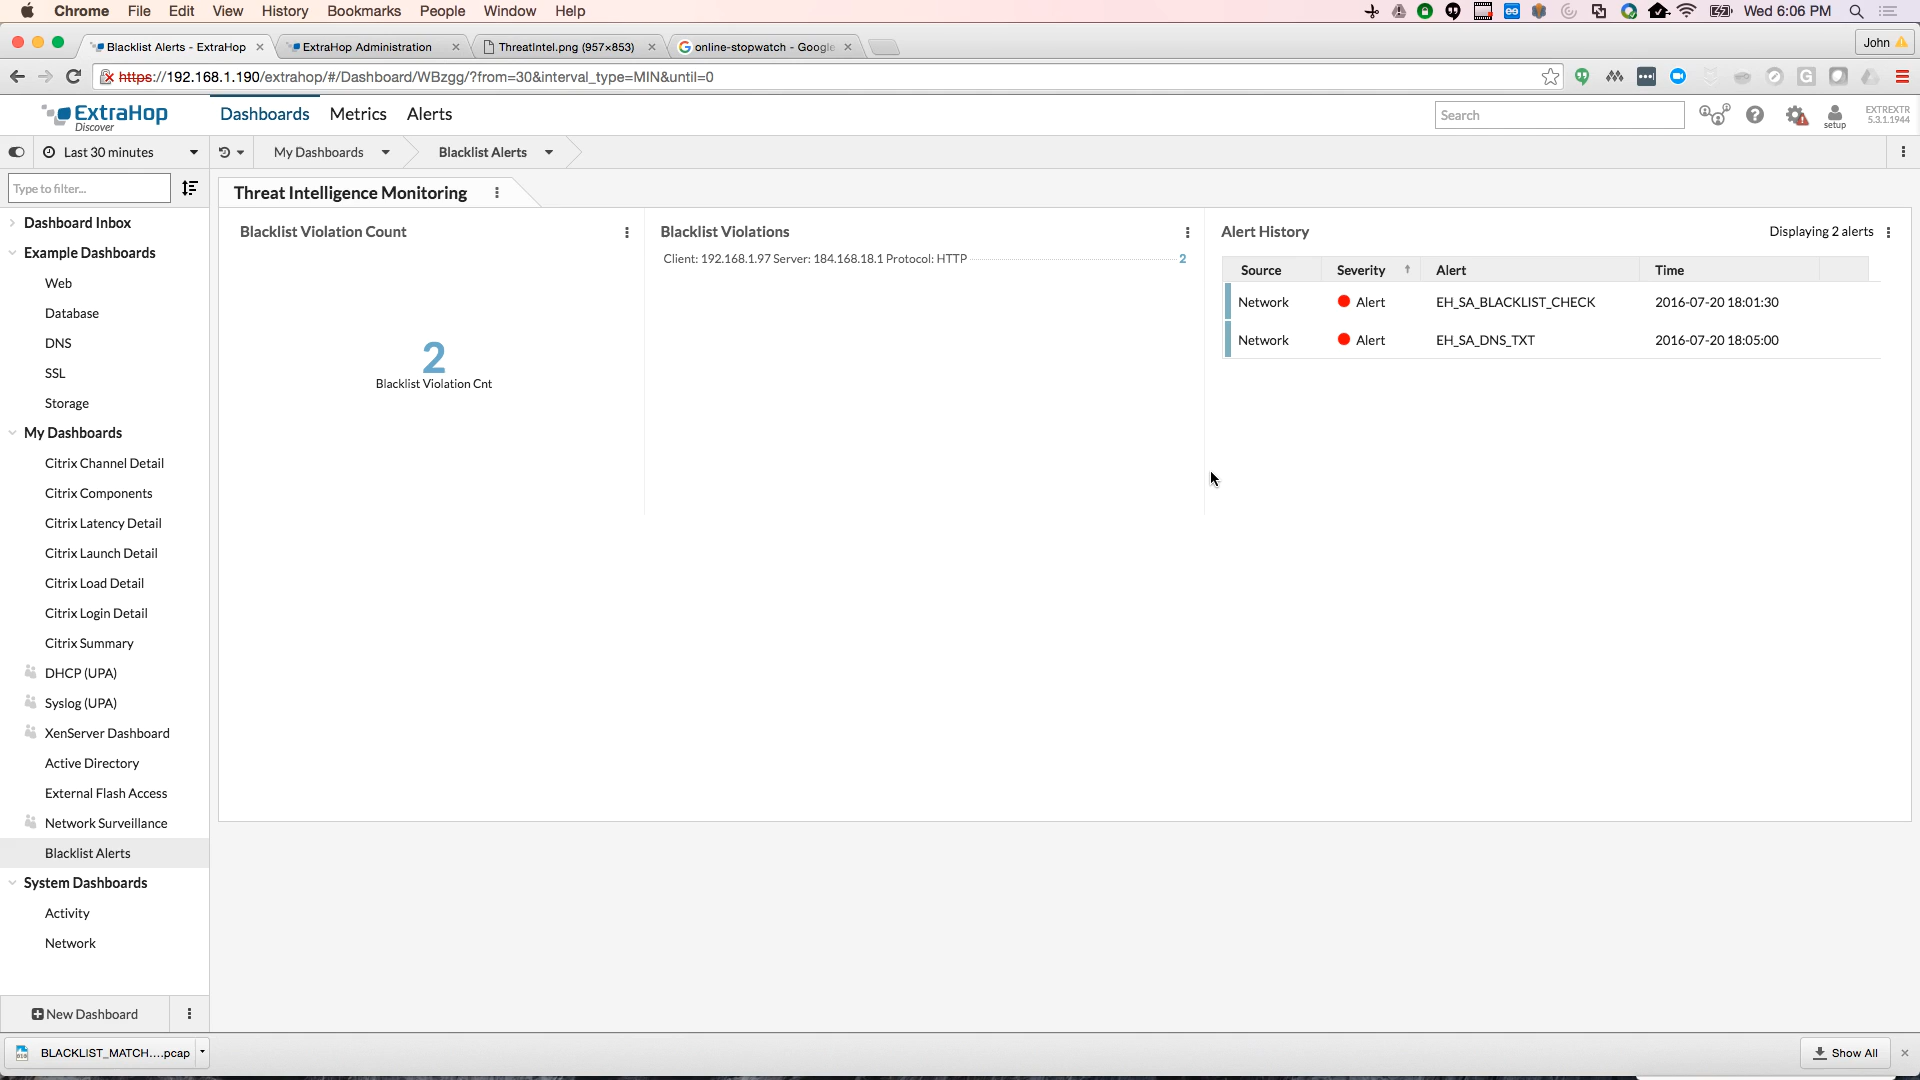 Chrome File Edit View History Bookmarks People Window Help Wed 6:06 PM
Blacklist Alerts - ExtraHop ExtraHop Administration ThreatIntel.png (957×853) online-stopwatch - Google John
https://192.168.1.190/extrahop/#/Dashboard/WBzgg/?from=30&interval_type=MIN&until=0
ExtraHop Discover Dashboards Metrics Alerts Search setup EXTREXTR 5.3.1.1944
Last 30 minutes My Dashboards Blacklist Alerts
Type to filter...
Dashboard Inbox
Example Dashboards
Web
Database
DNS
SSL
Storage
My Dashboards
Citrix Channel Detail
Citrix Components
Citrix Latency Detail
Citrix Launch Detail
Citrix Load Detail
Citrix Login Detail
Citrix Summary
DHCP (UPA)
Syslog (UPA)
XenServer Dashboard
Active Directory
External Flash Access
Network Surveillance
Blacklist Alerts
System Dashboards
Activity
Network
New Dashboard
Threat Intelligence Monitoring
Blacklist Violation Count
2
Blacklist Violation Cnt
Blacklist Violations
Client: 192.168.1.97 Server: 184.168.18.1 Protocol: HTTP 2
Alert History Displaying 2 alerts
Source Severity Alert Time
Network Alert EH_SA_BLACKLIST_CHECK 2016-07-20 18:01:30
Network Alert EH_SA_DNS_TXT 2016-07-20 18:05:00
BLACKLIST_MATCH....pcap Show All